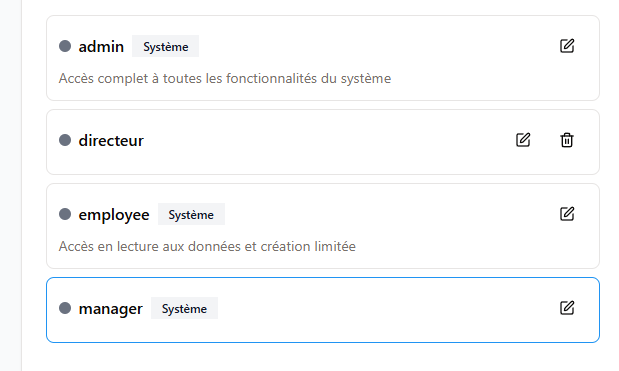 admin Système
Accès complet à toutes les fonctionnalités du système
directeur
employee Système
Accès en lecture aux données et création limitée
manager Système